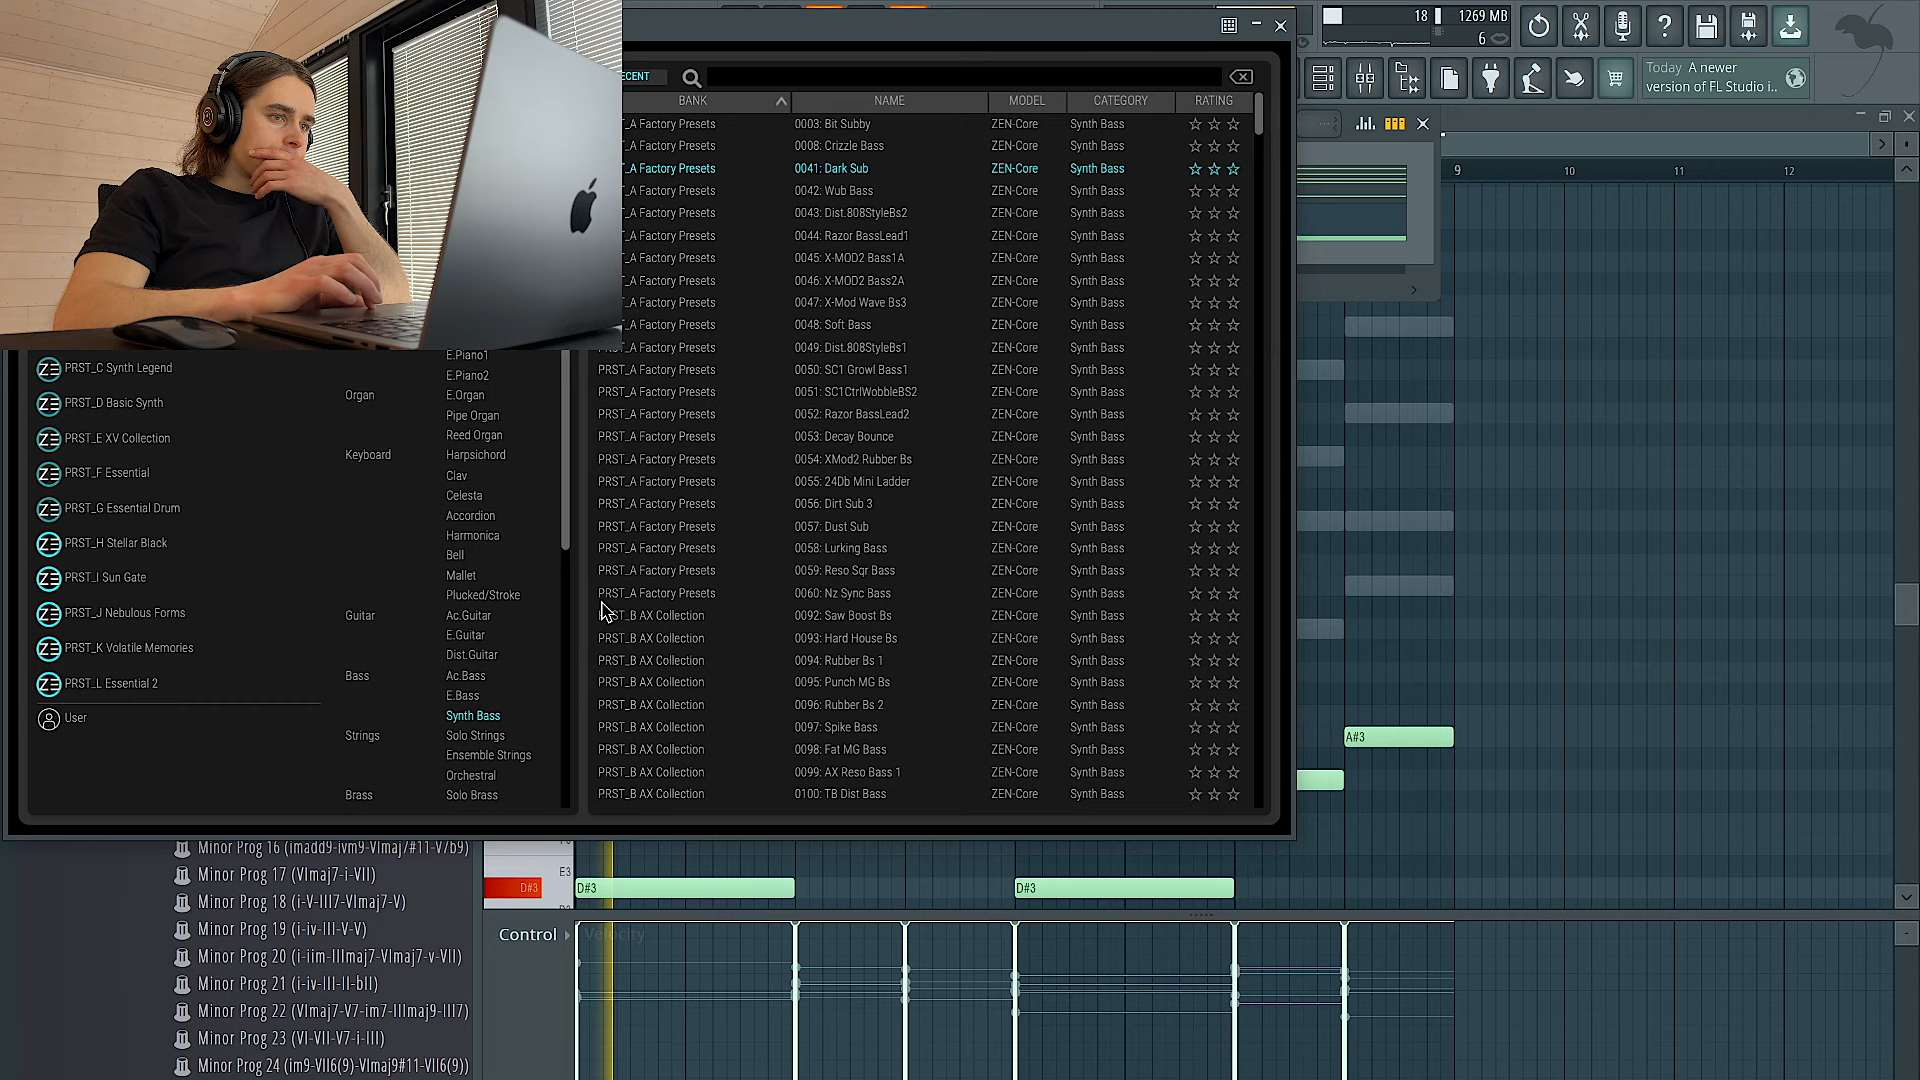 18 1269 MB
6
ECENT
Today A newer
version of FL Studio i..
BANK NAME MODEL CATEGORY RATING
_A Factory Presets 0003: Bit Subby ZEN-Core Synth Bass
_A Factory Presets 0008: Crizzle Bass ZEN-Core Synth Bass
_A Factory Presets 0041: Dark Sub ZEN-Core Synth Bass
_A Factory Presets 0042: Wub Bass ZEN-Core Synth Bass
_A Factory Presets 0043: Dist.808StyleBs2 ZEN-Core Synth Bass
_A Factory Presets 0044: Razor BassLead1 ZEN-Core Synth Bass
_A Factory Presets 0045: X-MOD2 Bass1A ZEN-Core Synth Bass
_A Factory Presets 0046: X-MOD2 Bass2A ZEN-Core Synth Bass
_A Factory Presets 0047: X-Mod Wave Bs3 ZEN-Core Synth Bass
_A Factory Presets 0048: Soft Bass ZEN-Core Synth Bass
PRST_A Factory Presets 0049: Dist.808StyleBs1 ZEN-Core Synth Bass
PRST_A Factory Presets 0050: SC1 Growl Bass1 ZEN-Core Synth Bass
PRST_A Factory Presets 0051: SC1CtrlWobbleBS2 ZEN-Core Synth Bass
PRST_A Factory Presets 0052: Razor BassLead2 ZEN-Core Synth Bass
PRST_A Factory Presets 0053: Decay Bounce ZEN-Core Synth Bass
PRST_A Factory Presets 0054: XMod2 Rubber Bs ZEN-Core Synth Bass
PRST_A Factory Presets 0055: 24Db Mini Ladder ZEN-Core Synth Bass
PRST_A Factory Presets 0056: Dirt Sub 3 ZEN-Core Synth Bass
PRST_A Factory Presets 0057: Dust Sub ZEN-Core Synth Bass
PRST_A Factory Presets 0058: Lurking Bass ZEN-Core Synth Bass
PRST_A Factory Presets 0059: Reso Sqr Bass ZEN-Core Synth Bass
PRST_A Factory Presets 0060: Nz Sync Bass ZEN-Core Synth Bass
PRST_B AX Collection 0092: Saw Boost Bs ZEN-Core Synth Bass
PRST_B AX Collection 0093: Hard House Bs ZEN-Core Synth Bass
PRST_B AX Collection 0094: Rubber Bs 1 ZEN-Core Synth Bass
PRST_B AX Collection 0095: Punch MG Bs ZEN-Core Synth Bass
PRST_B AX Collection 0096: Rubber Bs 2 ZEN-Core Synth Bass
PRST_B AX Collection 0097: Spike Bass ZEN-Core Synth Bass
PRST_B AX Collection 0098: Fat MG Bass ZEN-Core Synth Bass
PRST_B AX Collection 0099: AX Reso Bass 1 ZEN-Core Synth Bass
PRST_B AX Collection 0100: TB Dist Bass ZEN-Core Synth Bass
PRST_C Synth Legend
PRST_D Basic Synth
PRST_E XV Collection
PRST_F Essential
PRST_G Essential Drum
PRST_H Stellar Black
PRST_I Sun Gate
PRST_J Nebulous Forms
PRST_K Volatile Memories
PRST_L Essential 2
User
E.Piano1
E.Piano2
Organ E.Organ
Pipe Organ
Reed Organ
Keyboard Harpsichord
Clav
Celesta
Accordion
Harmonica
Bell
Mallet
Plucked/Stroke
Guitar Ac.Guitar
E.Guitar
Dist.Guitar
Bass Ac.Bass
E.Bass
Synth Bass
Strings Solo Strings
Ensemble Strings
Orchestral
Brass Solo Brass
9 10 11 12
A#3
E3
D#3 D#3 D#3
Control Velocity
Minor Prog 16 (imadd9-ivm9-VImaj7#11-V7b9)
Minor Prog 17 (VImaj7-i-VII)
Minor Prog 18 (i-V-III7-VImaj7-V)
Minor Prog 19 (i-iv-III-V-V)
Minor Prog 20 (i-iim-IIImaj7-VImaj7-v-VII)
Minor Prog 21 (i-iv-III-II-bII)
Minor Prog 22 (VImaj7-V7-im7-IIImaj9-III7)
Minor Prog 23 (VI-VII-V7-i-III)
Minor Prog 24 (im9-VII6(9)-VImaj9#11-VII6(9))